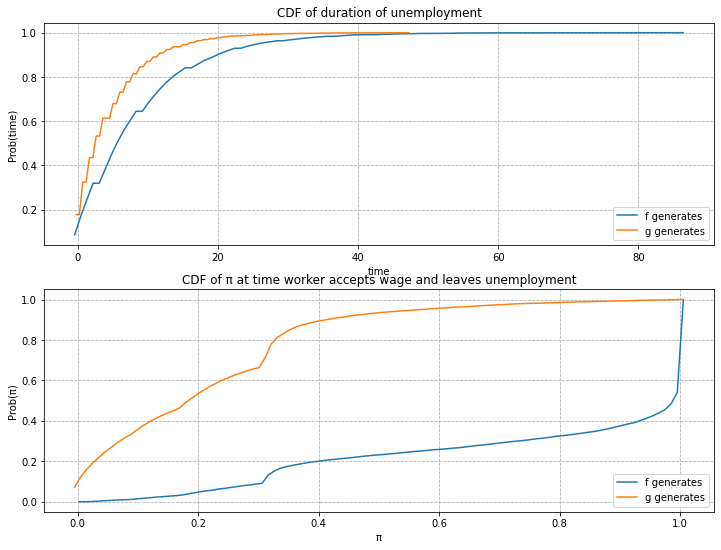 CDF of duration of unemployment
Prob(time)
1.0
0.8
0.6
0.4
0.2
0 20 40 60 80
time
f generates
g generates
CDF of π at time worker accepts wage and leaves unemployment
Prob(π)
1.0
0.8
0.6
0.4
0.2
0.0
0.0 0.2 0.4 0.6 0.8 1.0
π
f generates
g generates